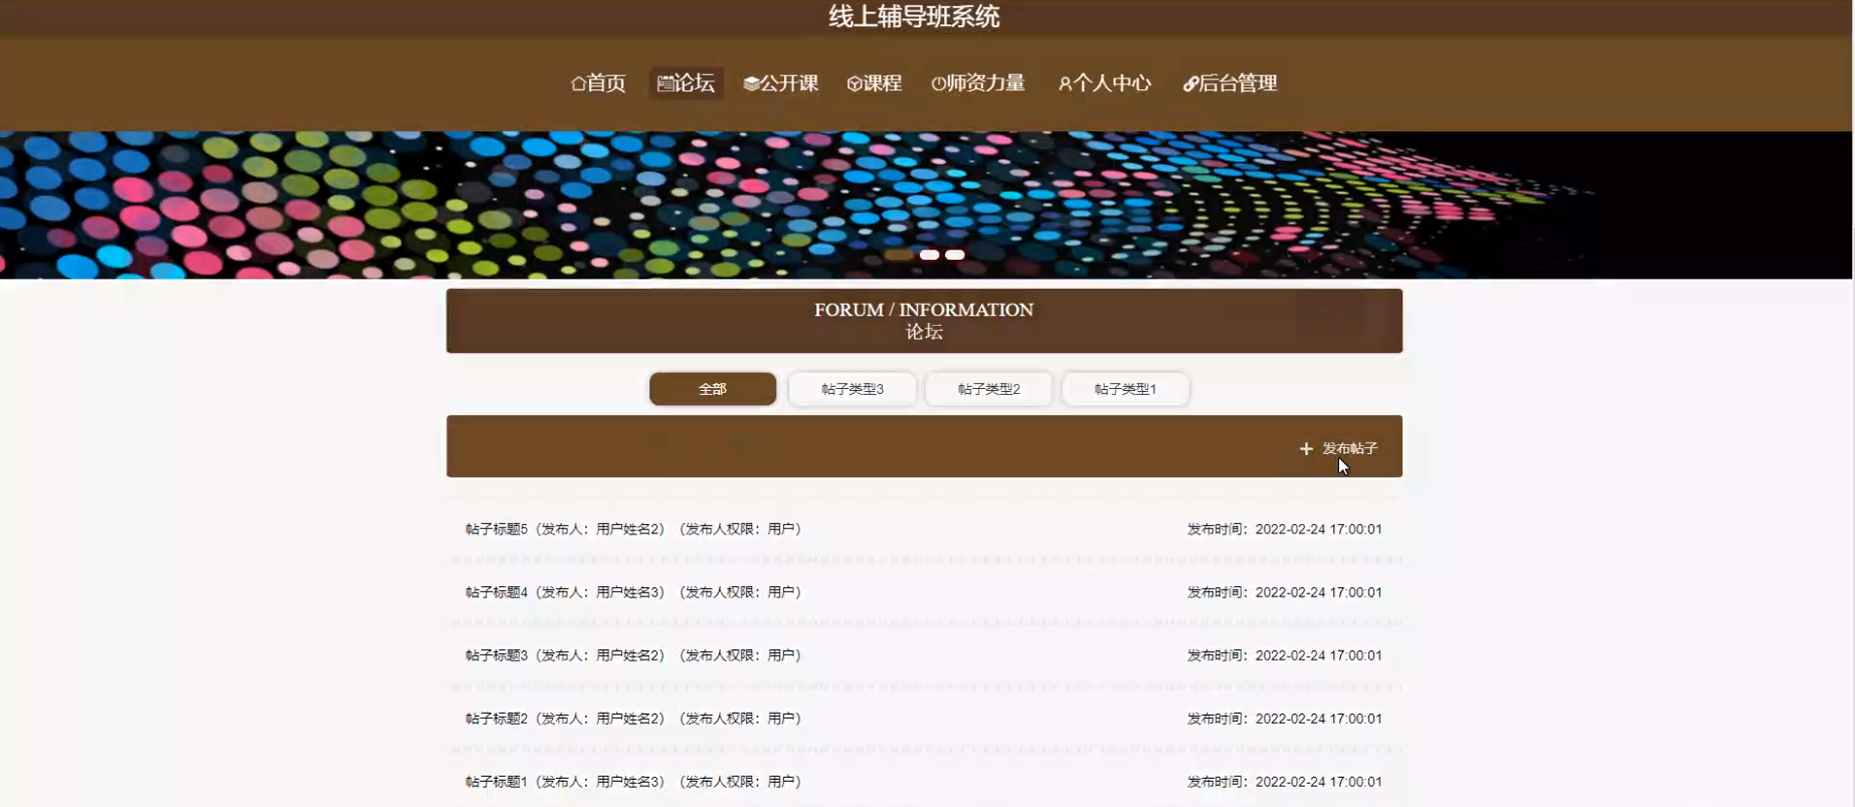 线上辅导班系统
首页 论坛 公开课 课程 师资力量 个人中心 后台管理
FORUM / INFORMATION
论坛
全部 帖子类型3 帖子类型2 帖子类型1
+ 发布帖子
帖子标题5（发布人：用户姓名2）（发布人权限：用户） 发布时间：2022-02-24 17:00:01
帖子标题4（发布人：用户姓名3）（发布人权限：用户） 发布时间：2022-02-24 17:00:01
帖子标题3（发布人：用户姓名2）（发布人权限：用户） 发布时间：2022-02-24 17:00:01
帖子标题2（发布人：用户姓名2）（发布人权限：用户） 发布时间：2022-02-24 17:00:01
帖子标题1（发布人：用户姓名3）（发布人权限：用户） 发布时间：2022-02-24 17:00:01